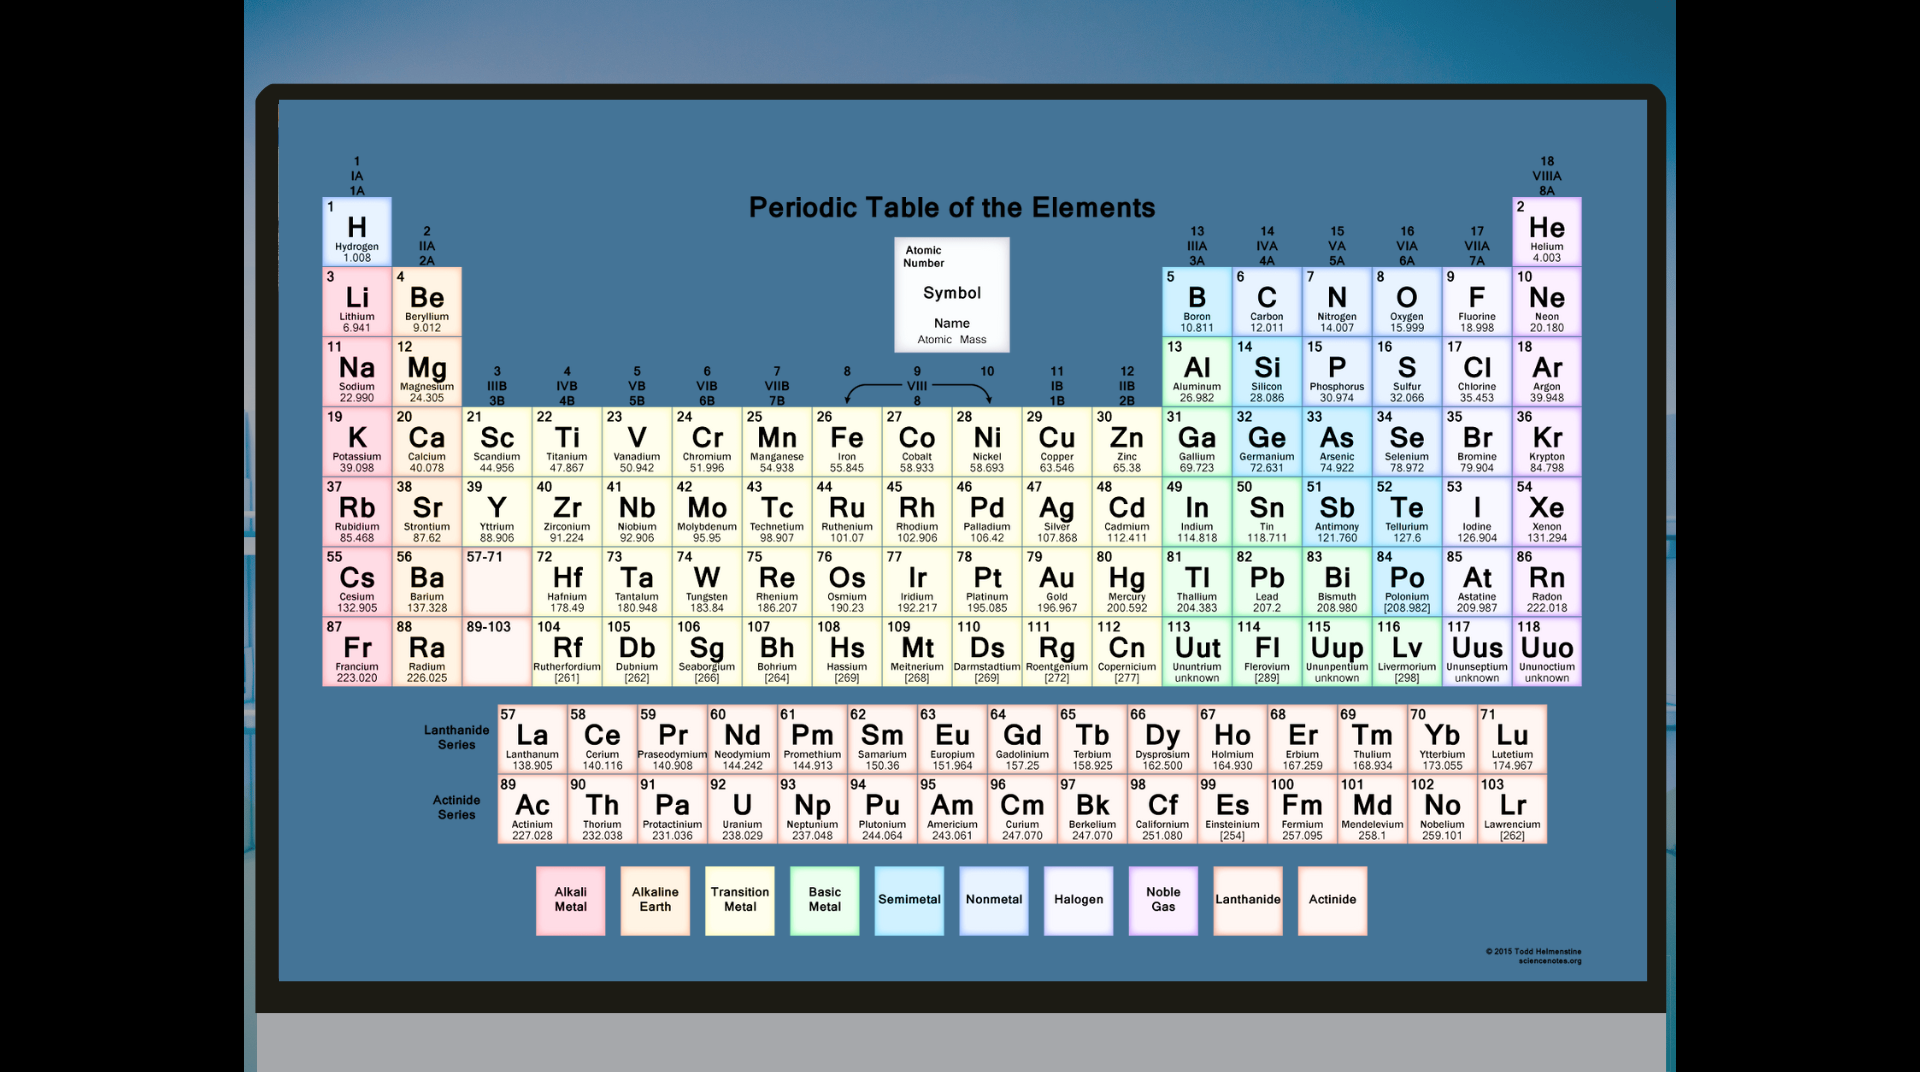 1
IA
1A
18
VIIIA
8A
Periodic Table of the Elements
1
H
Hydrogen
1.008
2
IIA
2A
Atomic
Number
Symbol
Name
Atomic Mass
13
IIIA
3A
14
IVA
4A
15
VA
5A
16
VIA
6A
17
VIIA
7A
2
He
Helium
4.003
3
Li
Lithium
6.941
4
Be
Beryllium
9.012
5
B
Boron
10.811
6
C
Carbon
12.011
7
N
Nitrogen
14.007
8
O
Oxygen
15.999
9
F
Fluorine
18.998
10
Ne
Neon
20.180
11
Na
Sodium
22.990
12
Mg
Magnesium
24.305
3
IIIB
3B
4
IVB
4B
5
VB
5B
6
VIB
6B
7
VIIB
7B
8
9
10
VIII
8
11
IB
1B
12
IIB
2B
13
Al
Aluminum
26.982
14
Si
Silicon
28.086
15
P
Phosphorus
30.974
16
S
Sulfur
32.066
17
Cl
Chlorine
35.453
18
Ar
Argon
39.948
19
K
Potassium
39.098
20
Ca
Calcium
40.078
21
Sc
Scandium
44.956
22
Ti
Titanium
47.867
23
V
Vanadium
50.942
24
Cr
Chromium
51.996
25
Mn
Manganese
54.938
26
Fe
Iron
55.845
27
Co
Cobalt
58.933
28
Ni
Nickel
58.693
29
Cu
Copper
63.546
30
Zn
Zinc
65.38
31
Ga
Gallium
69.723
32
Ge
Germanium
72.631
33
As
Arsenic
74.922
34
Se
Selenium
78.972
35
Br
Bromine
79.904
36
Kr
Krypton
84.798
37
Rb
Rubidium
85.468
38
Sr
Strontium
87.62
39
Y
Yttrium
88.906
40
Zr
Zirconium
91.224
41
Nb
Niobium
92.906
42
Mo
Molybdenum
95.95
43
Tc
Technetium
98.907
44
Ru
Ruthenium
101.07
45
Rh
Rhodium
102.906
46
Pd
Palladium
106.42
47
Ag
Silver
107.868
48
Cd
Cadmium
112.411
49
In
Indium
114.818
50
Sn
Tin
118.711
51
Sb
Antimony
121.760
52
Te
Tellurium
127.6
53
I
Iodine
126.904
54
Xe
Xenon
131.294
55
Cs
Cesium
132.905
56
Ba
Barium
137.328
57-71
72
Hf
Hafnium
178.49
73
Ta
Tantalum
180.948
74
W
Tungsten
183.84
75
Re
Rhenium
186.207
76
Os
Osmium
190.23
77
Ir
Iridium
192.217
78
Pt
Platinum
195.085
79
Au
Gold
196.967
80
Hg
Mercury
200.592
81
Tl
Thallium
204.383
82
Pb
Lead
207.2
83
Bi
Bismuth
208.980
84
Po
Polonium
[208.982]
85
At
Astatine
209.987
86
Rn
Radon
222.018
87
Fr
Francium
223.020
88
Ra
Radium
226.025
89-103
104
Rf
Rutherfordium
[261]
105
Db
Dubnium
[262]
106
Sg
Seaborgium
[266]
107
Bh
Bohrium
[264]
108
Hs
Hassium
[269]
109
Mt
Meitnerium
[268]
110
Ds
Darmstadtium
[269]
111
Rg
Roentgenium
[272]
112
Cn
Copernicium
[277]
113
Uut
Ununtrium
unknown
114
Fl
Flerovium
[289]
115
Uup
Ununpentium
unknown
116
Lv
Livermorium
[298]
117
Uus
Ununseptium
unknown
118
Uuo
Ununoctium
unknown
Lanthanide
Series
57
La
Lanthanum
138.905
58
Ce
Cerium
140.116
59
Pr
Praseodymium
140.908
60
Nd
Neodymium
144.242
61
Pm
Promethium
144.913
62
Sm
Samarium
150.36
63
Eu
Europium
151.964
64
Gd
Gadolinium
157.25
65
Tb
Terbium
158.925
66
Dy
Dysprosium
162.500
67
Ho
Holmium
164.930
68
Er
Erbium
167.259
69
Tm
Thulium
168.934
70
Yb
Ytterbium
173.055
71
Lu
Lutetium
174.967
Actinide
Series
89
Ac
Actinium
227.028
90
Th
Thorium
232.038
91
Pa
Protactinium
231.036
92
U
Uranium
238.029
93
Np
Neptunium
237.048
94
Pu
Plutonium
244.064
95
Am
Americium
243.061
96
Cm
Curium
247.070
97
Bk
Berkelium
247.070
98
Cf
Californium
251.080
99
Es
Einsteinium
[254]
100
Fm
Fermium
257.095
101
Md
Mendelevium
258.1
102
No
Nobelium
259.101
103
Lr
Lawrencium
[262]
Alkali
Metal
Alkaline
Earth
Transition
Metal
Basic
Metal
Semimetal
Nonmetal
Halogen
Noble
Gas
Lanthanide
Actinide
© 2015 Todd Helmenstine
sciencenotes.org